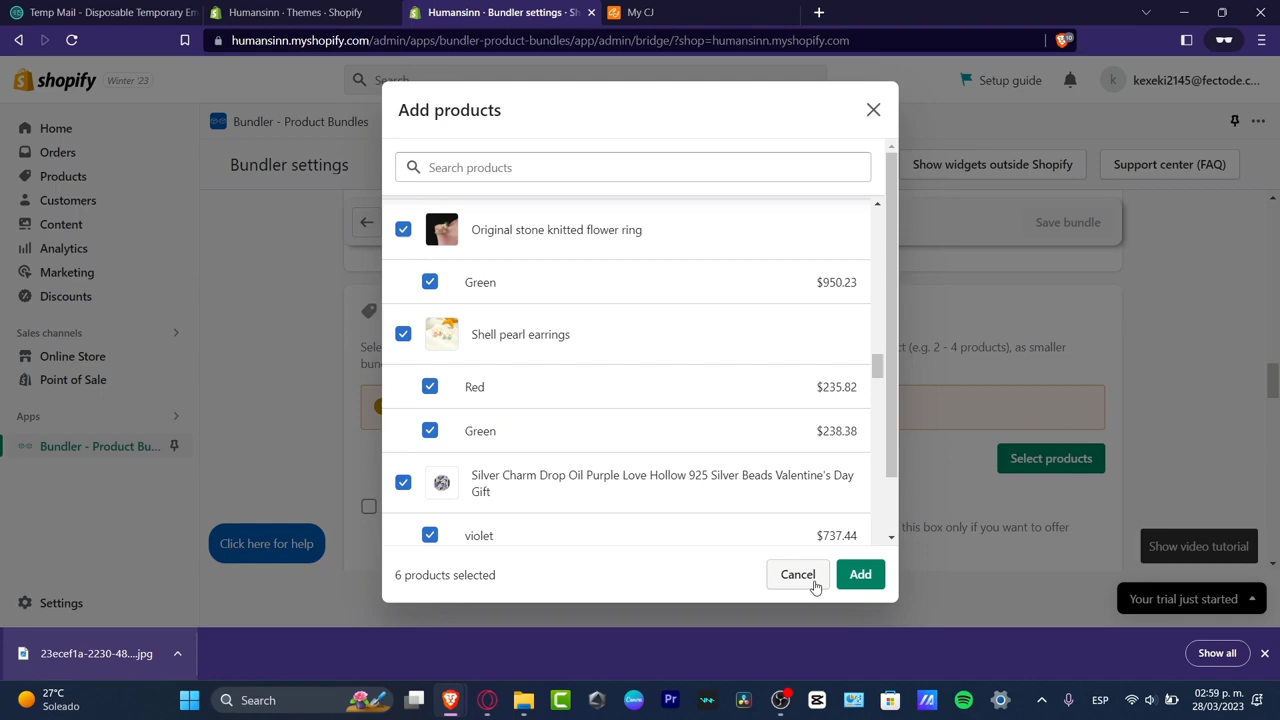 Temp Mail - Disposable Temporary Em
Humansinn · Themes · Shopify
Humansinn · Bundler settings · Sh
My CJ
humansinn.myshopify.com/admin/apps/bundler-product-bundles/app/admin/bridge/?shop=humansinn.myshopify.com
shopify
Winter '23
Search
Setup guide
k
kexeki2145@fectode.c...
Home
Orders
Products
Customers
Content
Analytics
Marketing
Discounts
Sales channels
Online Store
Point of Sale
Apps
Bundler - Product Bu...
Settings
Bundler - Product Bundles
Bundler settings
Show widgets outside Shopify
Support center (FAQ)
Save bundle
Add products
Search products
Original stone knitted flower ring
Green
$950.23
Shell pearl earrings
Red
$235.82
Green
$238.38
Silver Charm Drop Oil Purple Love Hollow 925 Silver Beads Valentine's Day
Gift
violet
$737.44
6 products selected
Cancel
Add
ct (e.g. 2 - 4 products), as smaller
Select products
this box only if you want to offer
Click here for help
Show video tutorial
Your trial just started
23ecef1a-2230-48....jpg
Show all
27°C
Soleado
Search
ESP
02:59 p. m.
28/03/2023